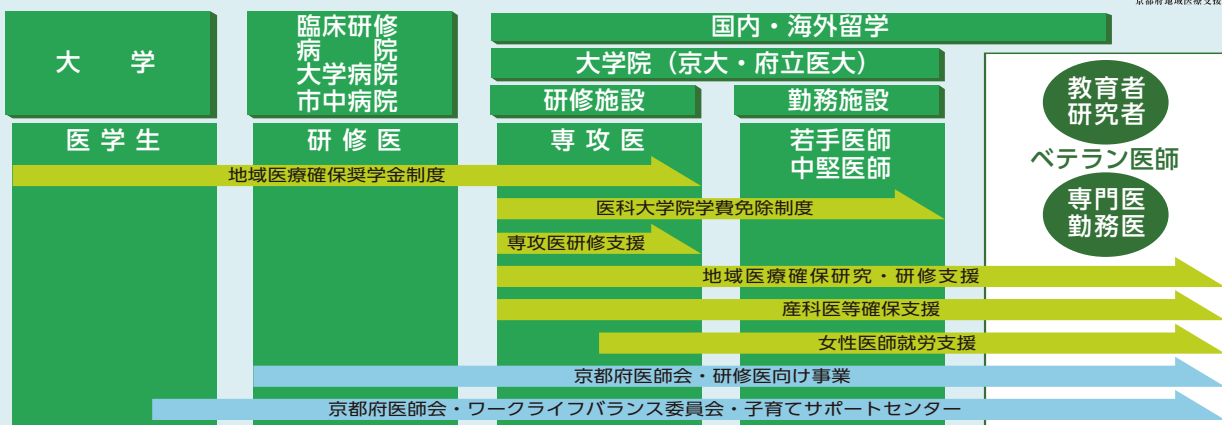 京都府地域医療支援
大学
臨床研修
病院
大学病院
市中病院
国内・海外留学
大学院（京大・府立医大）
研修施設
勤務施設
医学生
研修医
専攻医
若手医師
中堅医師
教育者
研究者
ベテラン医師
専門医
勤務医
地域医療確保奨学金制度
医科大学院学費免除制度
専攻医研修支援
地域医療確保研究・研修支援
産科医等確保支援
女性医師就労支援
京都府医師会・研修医向け事業
京都府医師会・ワークライフバランス委員会・子育てサポートセンター